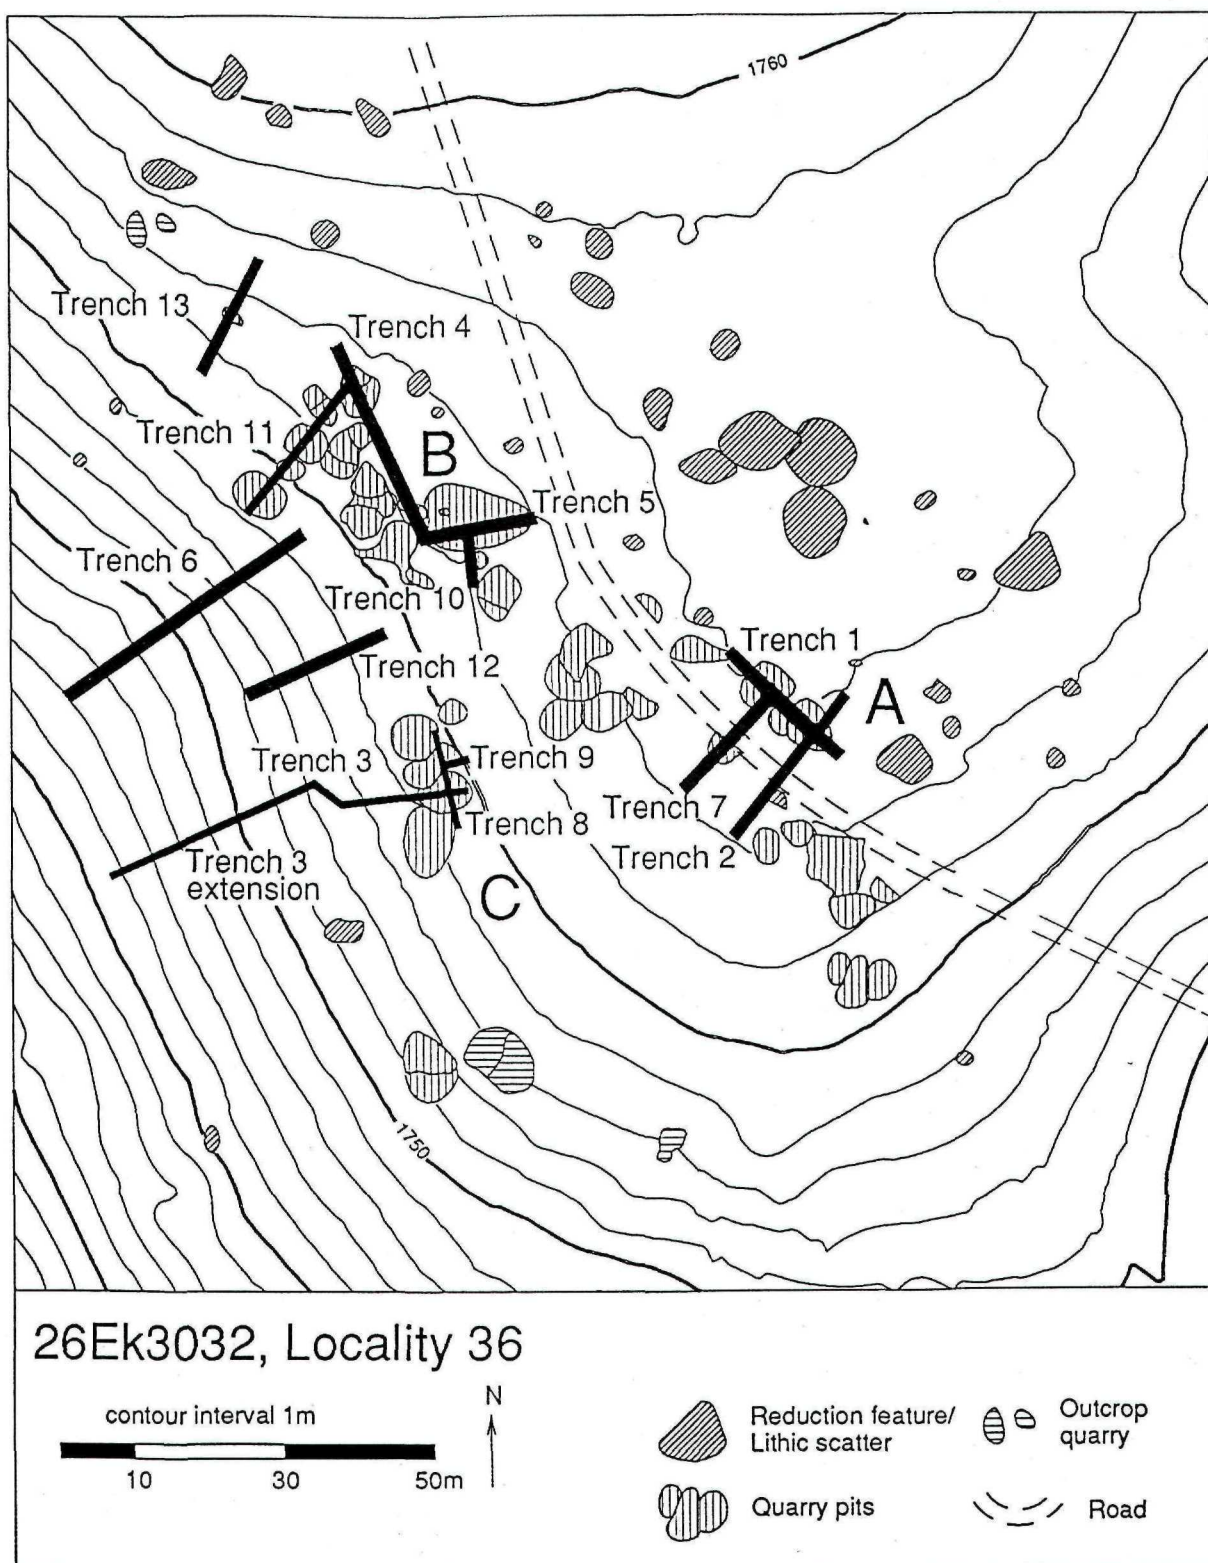 1760
Trench 13
Trench 4
Trench 11
B
Trench 5
Trench 6
Trench 10
Trench 1
Trench 12
A
Trench 3
Trench 9
Trench 7
Trench 8
Trench 2
Trench 3
extension
C
1750
26Ek3032, Locality 36
contour interval 1m
10 30 50m
N
Reduction feature/
Lithic scatter
Outcrop
quarry
Quarry pits
Road